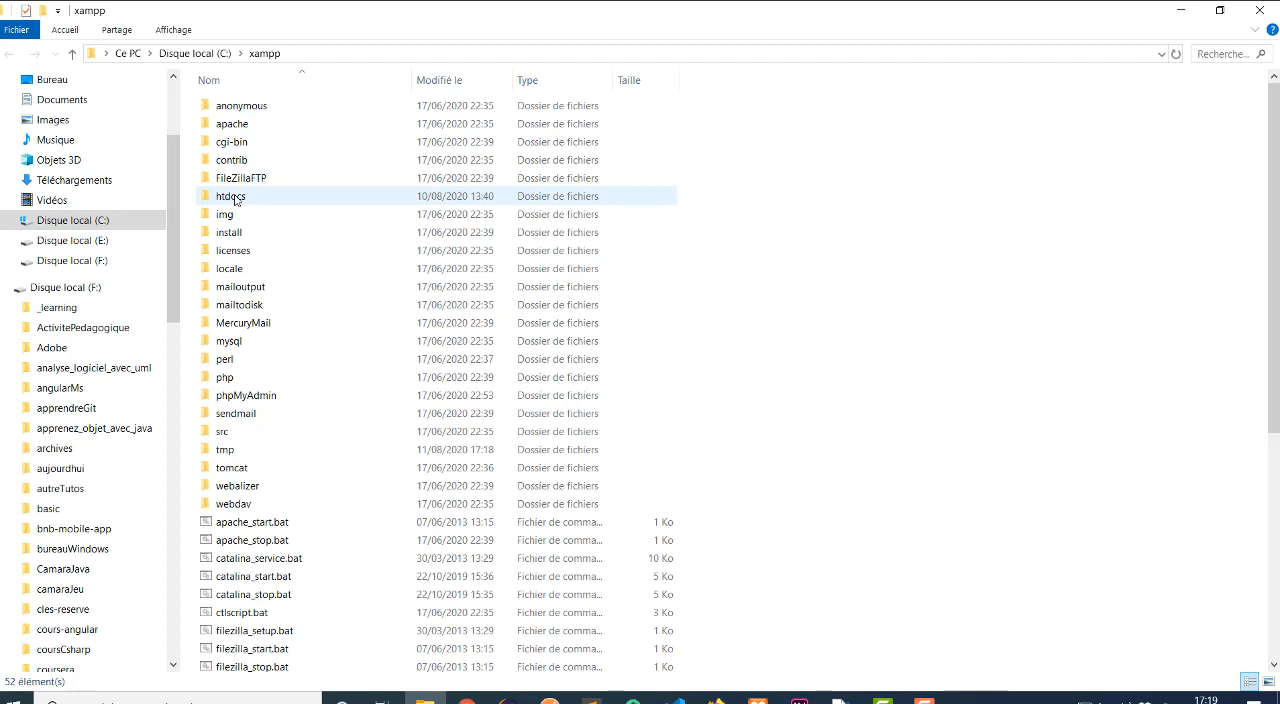 xampp
Fichier Accueil Partage Affichage
Ce PC Disque local (C:) xampp Recherche...
Nom Modifié le Type Taille
Bureau
Documents
Images
Musique
Objets 3D
Téléchargements
Vidéos
Disque local (C:)
Disque local (E:)
Disque local (F:)
Disque local (F:)
_learning
ActivitePedagogique
Adobe
analyse_logiciel_avec_uml
angularMs
apprendreGit
apprenez_objet_avec_java
archives
aujourdhui
autreTutos
basic
bnb-mobile-app
bureauWindows
CamaraJava
camaraJeu
cles-reserve
cours-angular
coursCsharp
coursera
anonymous 17/06/2020 22:35 Dossier de fichiers
apache 17/06/2020 22:35 Dossier de fichiers
cgi-bin 17/06/2020 22:39 Dossier de fichiers
contrib 17/06/2020 22:35 Dossier de fichiers
FileZillaFTP 17/06/2020 22:39 Dossier de fichiers
htdocs 10/08/2020 13:40 Dossier de fichiers
img 17/06/2020 22:35 Dossier de fichiers
install 17/06/2020 22:39 Dossier de fichiers
licenses 17/06/2020 22:35 Dossier de fichiers
locale 17/06/2020 22:35 Dossier de fichiers
mailoutput 17/06/2020 22:35 Dossier de fichiers
mailtodisk 17/06/2020 22:35 Dossier de fichiers
MercuryMail 17/06/2020 22:39 Dossier de fichiers
mysql 17/06/2020 22:35 Dossier de fichiers
perl 17/06/2020 22:37 Dossier de fichiers
php 17/06/2020 22:39 Dossier de fichiers
phpMyAdmin 17/06/2020 22:53 Dossier de fichiers
sendmail 17/06/2020 22:39 Dossier de fichiers
src 17/06/2020 22:35 Dossier de fichiers
tmp 11/08/2020 17:18 Dossier de fichiers
tomcat 17/06/2020 22:36 Dossier de fichiers
webalizer 17/06/2020 22:39 Dossier de fichiers
webdav 17/06/2020 22:35 Dossier de fichiers
apache_start.bat 07/06/2013 13:15 Fichier de comma... 1 Ko
apache_stop.bat 17/06/2020 22:39 Fichier de comma... 1 Ko
catalina_service.bat 30/03/2013 13:29 Fichier de comma... 10 Ko
catalina_start.bat 22/10/2019 15:36 Fichier de comma... 5 Ko
catalina_stop.bat 22/10/2019 15:35 Fichier de comma... 5 Ko
ctlscript.bat 17/06/2020 22:35 Fichier de comma... 3 Ko
filezilla_setup.bat 30/03/2013 13:29 Fichier de comma... 1 Ko
filezilla_start.bat 07/06/2013 13:15 Fichier de comma... 1 Ko
filezilla_stop.bat 07/06/2013 13:15 Fichier de comma... 1 Ko
52 élément(s)
17:19